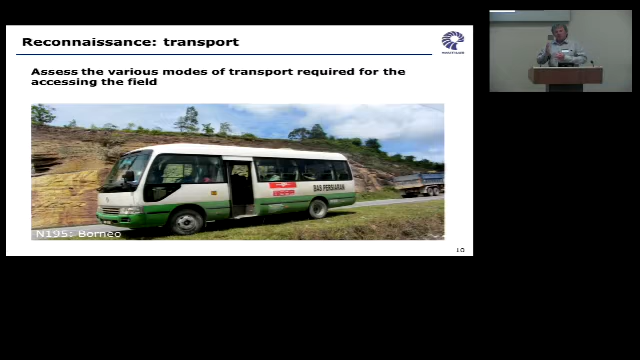 Reconnaissance: transport
Assess the various modes of transport required for the
accessing the field
BAS PERSIARAN
N195: Borneo
10